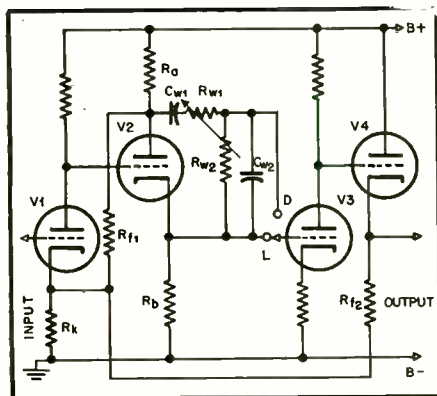 B+
Ra
Cw1
Rw1
V2
V4
Rw2
Cw2
D
V1
V3
Rf1
L
INPUT
Rk
Rb
Rf2
OUTPUT
B-